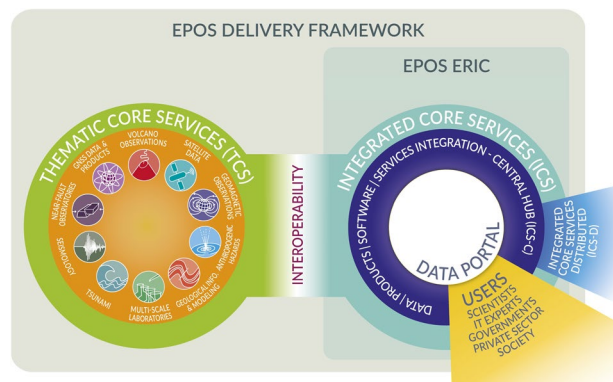 EPOS DELIVERY FRAMEWORK
EPOS ERIC
THEMATIC CORE SERVICES (TCS)
VOLCANO
OBSERVATIONS
SATELLITE
DATA
GEOMAGNETIC
OBSERVATIONS
ANTHROPOGENIC
HAZARDS
GEOLOGICAL INFO
& MODELING
MULTI-SCALE
LABORATORIES
TSUNAMI
SEISMOLOGY
NEAR-FAULT
OBSERVATORIES
GNSS DATA &
PRODUCTS
INTEROPERABILITY
INTEGRATED CORE SERVICES (ICS)
DATA / PRODUCTS | SOFTWARE | SERVICES INTEGRATION - CENTRAL HUB (ICS-C)
DATA PORTAL
INTEGRATED
CORE SERVICES
DISTRIBUTED
(ICS-D)
USERS
SCIENTISTS
IT EXPERTS
GOVERNMENTS
PRIVATE SECTOR
SOCIETY